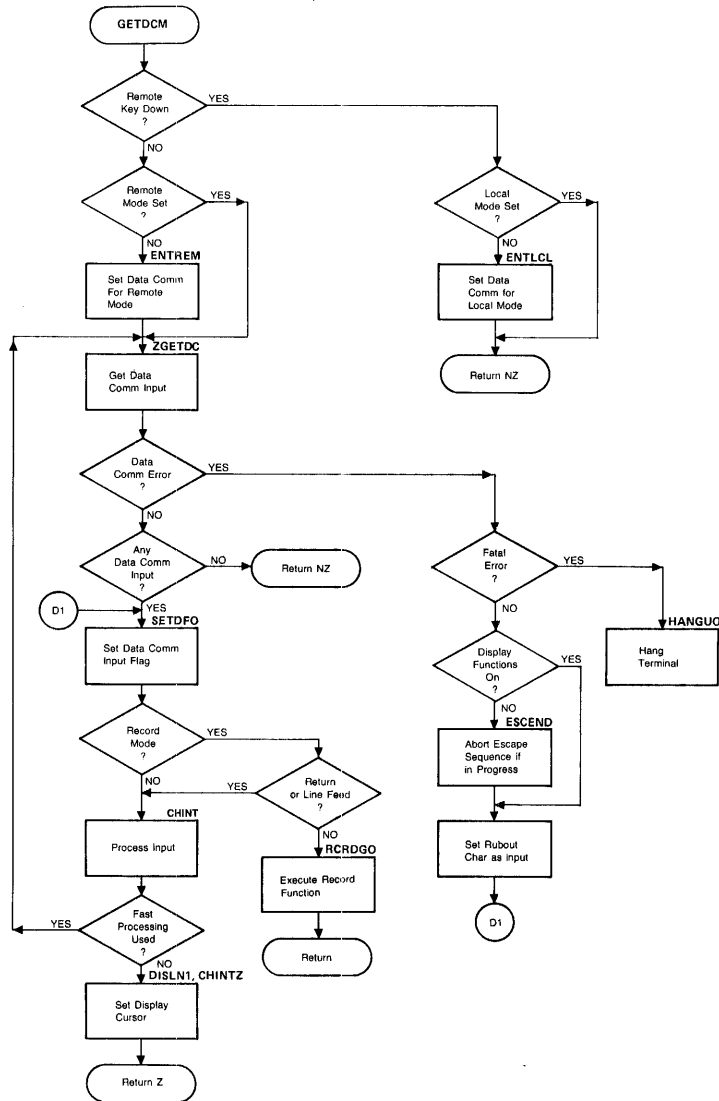 GETDCM
Remote
Key Down
?
YES
NO
Remote
Mode Set
?
YES
NO
ENTREM
Set Data Comm
For Remote
Mode
Local
Mode Set
?
YES
NO
ENTLCL
Set Data
Comm for
Local Mode
Return NZ
ZGETDC
Get Data
Comm Input
Data
Comm Error
?
YES
NO
Any
Data Comm
Input
?
NO
Return NZ
YES
D1
SETDFO
Set Data Comm
Input Flag
Fatal
Error
?
YES
NO
HANGUO
Hang
Terminal
Display
Functions
On
?
YES
NO
ESCEND
Abort Escape
Sequence if
in Progress
Set Rubout
Char as input
D1
Record
Mode
?
YES
NO
Return
or Line Feed
?
YES
NO
RCRDGO
Execute Record
Function
Return
CHINT
Process Input
Fast
Processing
Used
?
YES
NO
DISLN1, CHINTZ
Set Display
Cursor
Return Z